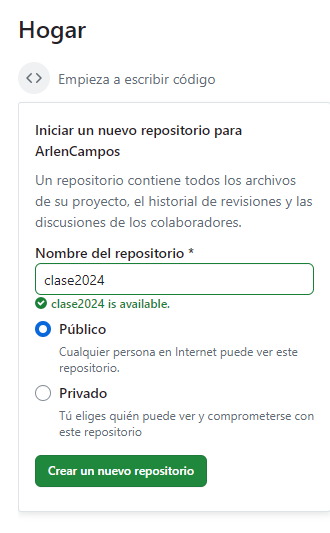 Hogar
Empieza a escribir código
Iniciar un nuevo repositorio para
ArlenCampos
Un repositorio contiene todos los archivos
de su proyecto, el historial de revisiones y las
discusiones de los colaboradores.
Nombre del repositorio *
clase2024
clase2024 is available.
Público
Cualquier persona en Internet puede ver este
repositorio.
Privado
Tú eliges quién puede ver y comprometerse con
este repositorio
Crear un nuevo repositorio